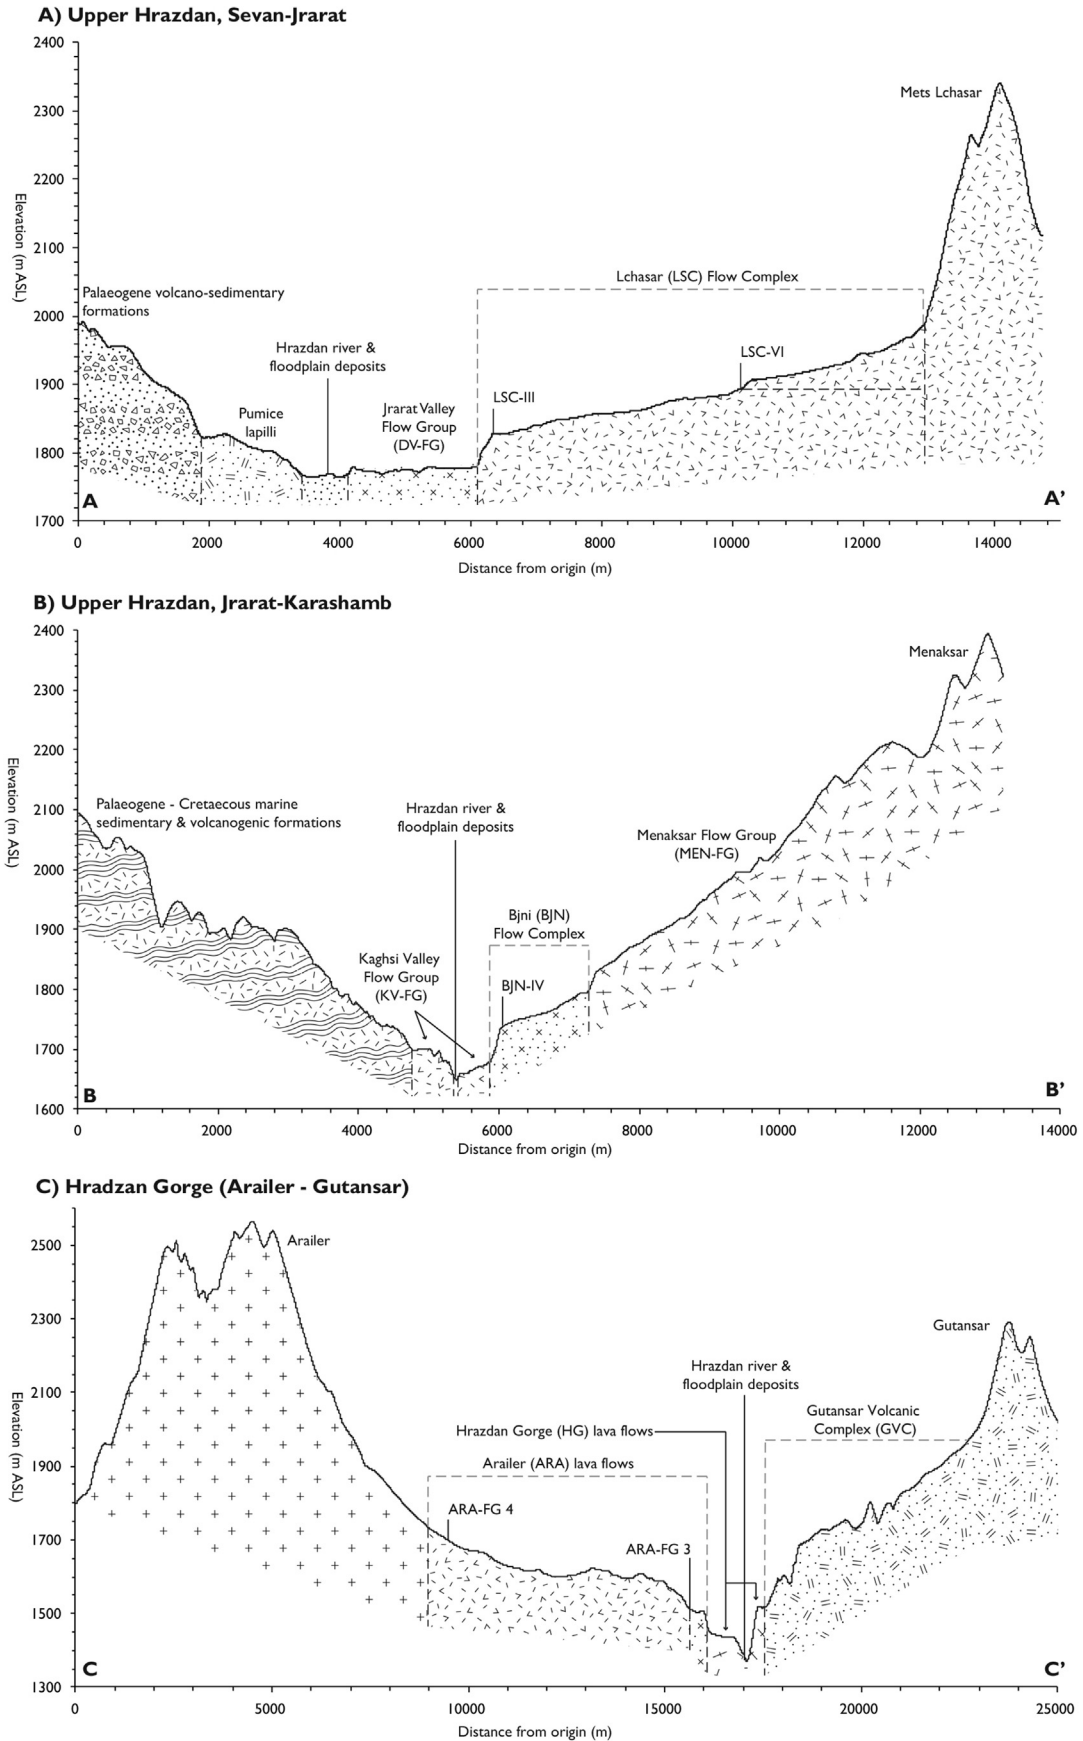 A) Upper Hrazdan, Sevan-Jrarat
2400
2300
2200
2100
2000
1900
1800
1700
Elevation (m ASL)
Mets Lchasar
Lchasar (LSC) Flow Complex
Palaeogene volcano-sedimentary
formations
Hrazdan river &
floodplain deposits
LSC-VI
LSC-III
Pumice
lapilli
Jrarat Valley
Flow Group
(DV-FG)
A
A’
0
2000
4000
6000
8000
10000
12000
14000
Distance from origin (m)
B) Upper Hrazdan, Jrarat-Karashamb
2400
2300
2200
2100
2000
1900
1800
1700
1600
Elevation (m ASL)
Menaksar
Palaeogene - Cretaecous marine
sedimentary & volcanogenic formations
Hrazdan river &
floodplain deposits
Menaksar Flow Group
(MEN-FG)
Bjni (BJN)
Flow Complex
Kaghsi Valley
Flow Group
(KV-FG)
BJN-IV
B
B’
0
2000
4000
6000
8000
10000
12000
14000
Distance from origin (m)
C) Hradzan Gorge (Arailer - Gutansar)
2500
2300
2100
1900
1700
1500
1300
Elevation (m ASL)
Arailer
Gutansar
Hrazdan river &
floodplain deposits
Gutansar Volcanic
Complex (GVC)
Hrazdan Gorge (HG) lava flows
Arailer (ARA) lava flows
ARA-FG 4
ARA-FG 3
C
C’
0
5000
10000
15000
20000
25000
Distance from origin (m)